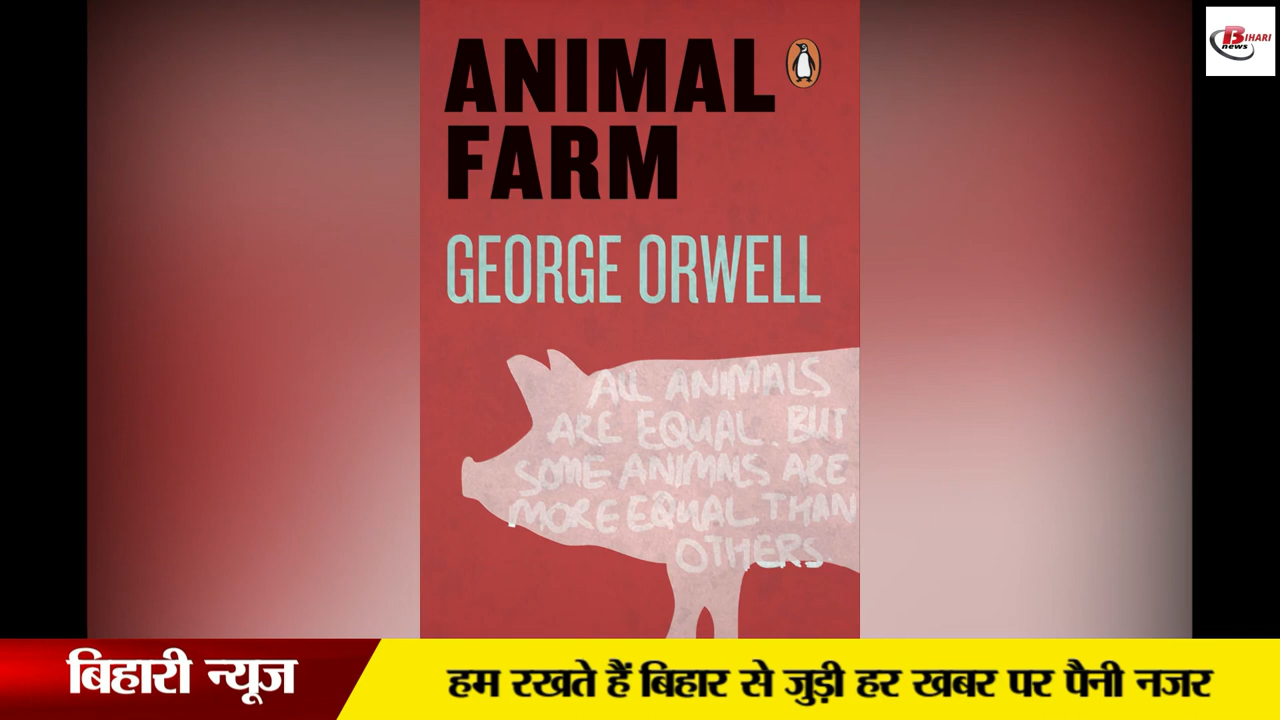 BIHARI
news
ANIMAL
FARM
GEORGE ORWELL
ALL ANIMALS
ARE EQUAL.. BUT
SOME ANIMALS ARE
MORE EQUAL THAN
OTHERS.
बिहारी न्यूज
हम रखते हैं बिहार से जुड़ी हर खबर पर पैनी नजर